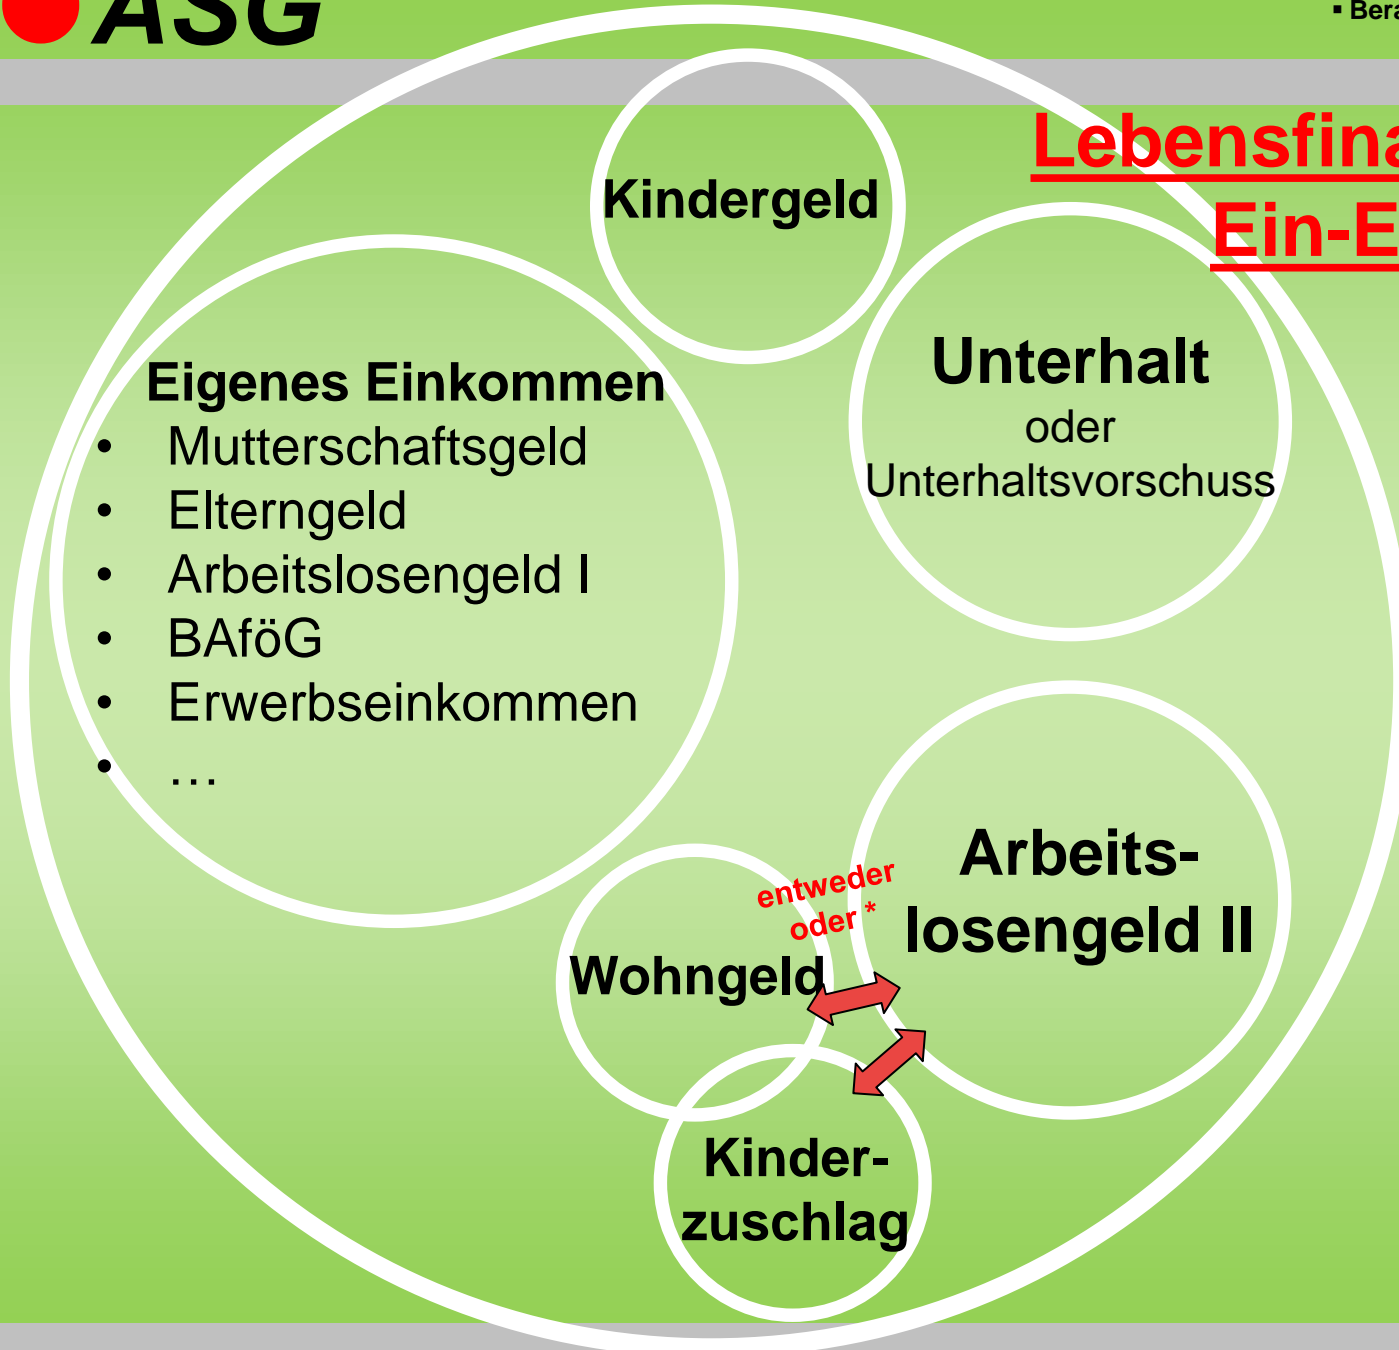 ASG
▪ Bera
Lebensfina
Ein-E
Kindergeld
Eigenes Einkommen
• Mutterschaftsgeld
• Elterngeld
• Arbeitslosengeld I
• BAföG
• Erwerbseinkommen
• …
Unterhalt
oder
Unterhaltsvorschuss
entweder
oder *
Arbeits-
losengeld II
Wohngeld
Kinder-
zuschlag